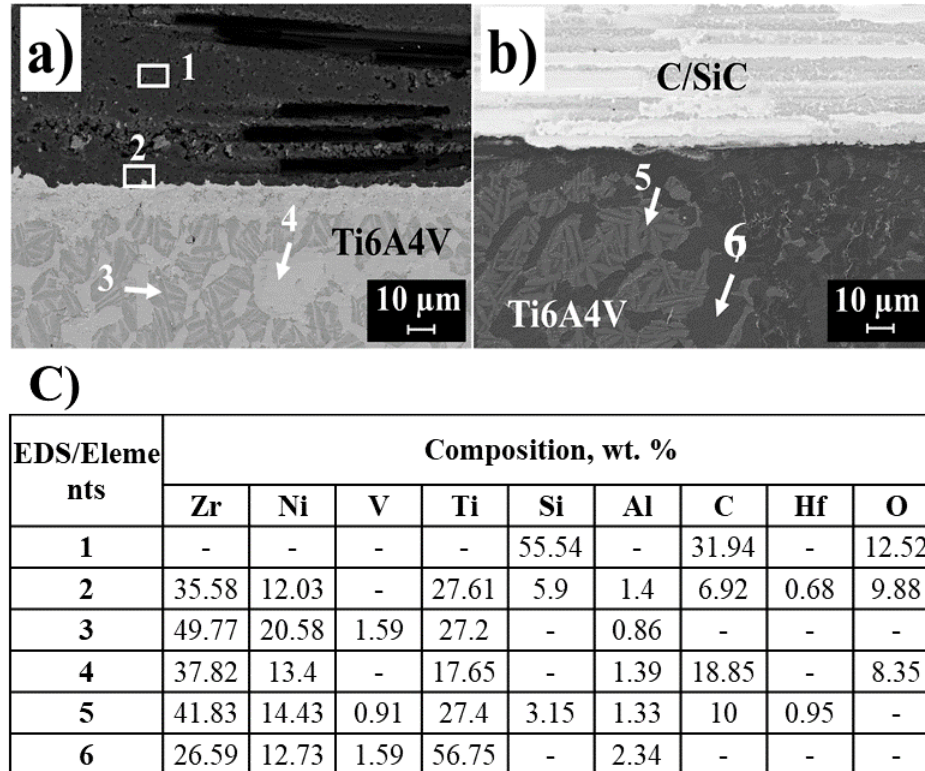 a)
1
2
4
Ti6A4V
3
10 µm
b)
C/SiC
5
6
Ti6A4V
10 µm
C)
EDS/Eleme
nts
Composition, wt. %
Zr Ni V Ti Si Al C Hf O
1 - - - - 55.54 - 31.94 - 12.52
2 35.58 12.03 - 27.61 5.9 1.4 6.92 0.68 9.88
3 49.77 20.58 1.59 27.2 - 0.86 - - -
4 37.82 13.4 - 17.65 - 1.39 18.85 - 8.35
5 41.83 14.43 0.91 27.4 3.15 1.33 10 0.95 -
6 26.59 12.73 1.59 56.75 - 2.34 - - -